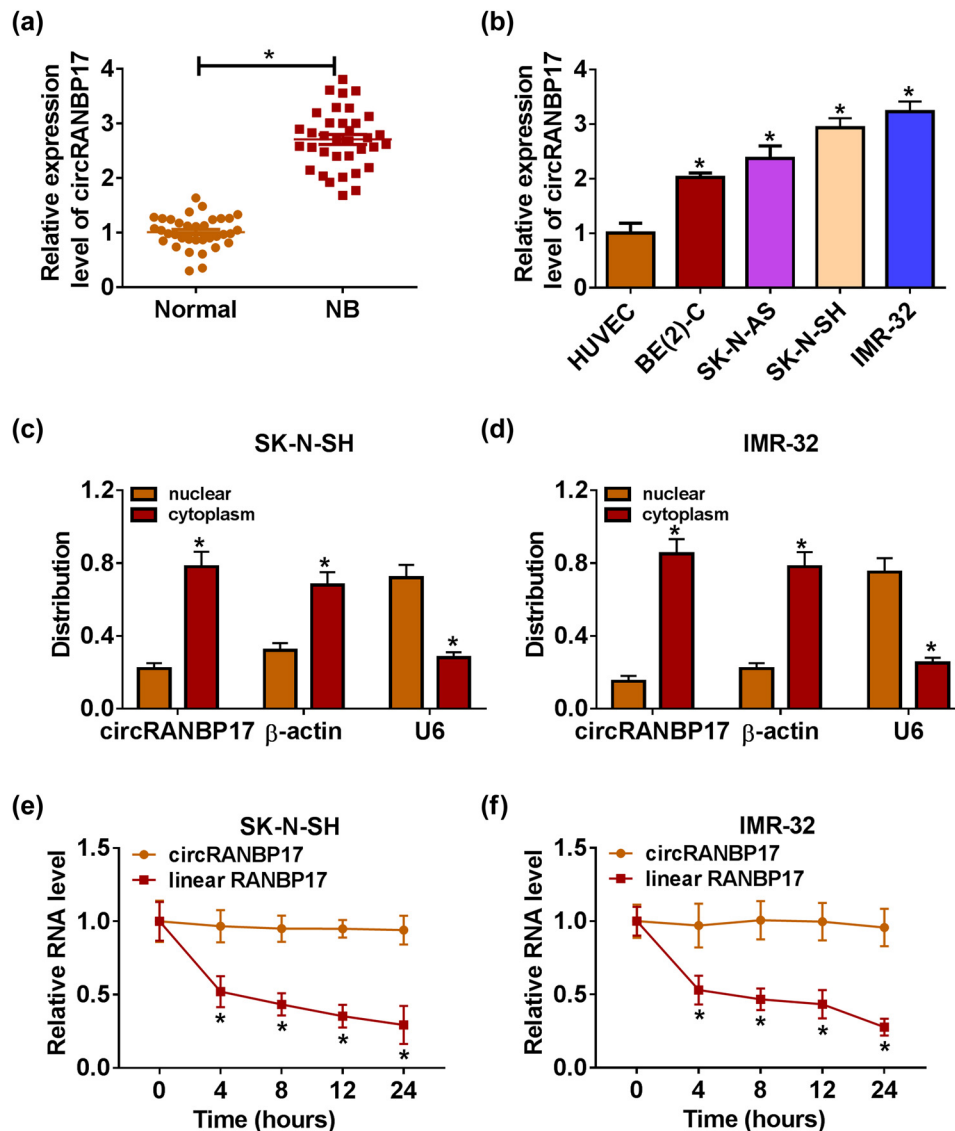 (a)
Relative expression
level of circRANBP17
*
4
3
2
1
0
Normal NB
(b)
Relative expression
level of circRANBP17
4
3
2
1
0
* * * *
HUVEC BE(2)-C SK-N-AS SK-N-SH IMR-32
(c)
SK-N-SH
Distribution
1.2
0.8
0.4
0.0
nuclear
cytoplasm
* * *
circRANBP17 β-actin U6
(d)
IMR-32
Distribution
1.2
0.8
0.4
0.0
nuclear
cytoplasm
* * *
circRANBP17 β-actin U6
(e)
SK-N-SH
Relative RNA level
1.5
1.0
0.5
0.0
circRANBP17
linear RANBP17
* * * *
0 4 8 12 24
Time (hours)
(f)
IMR-32
Relative RNA level
1.5
1.0
0.5
0.0
circRANBP17
linear RANBP17
* * * *
0 4 8 12 24
Time (hours)